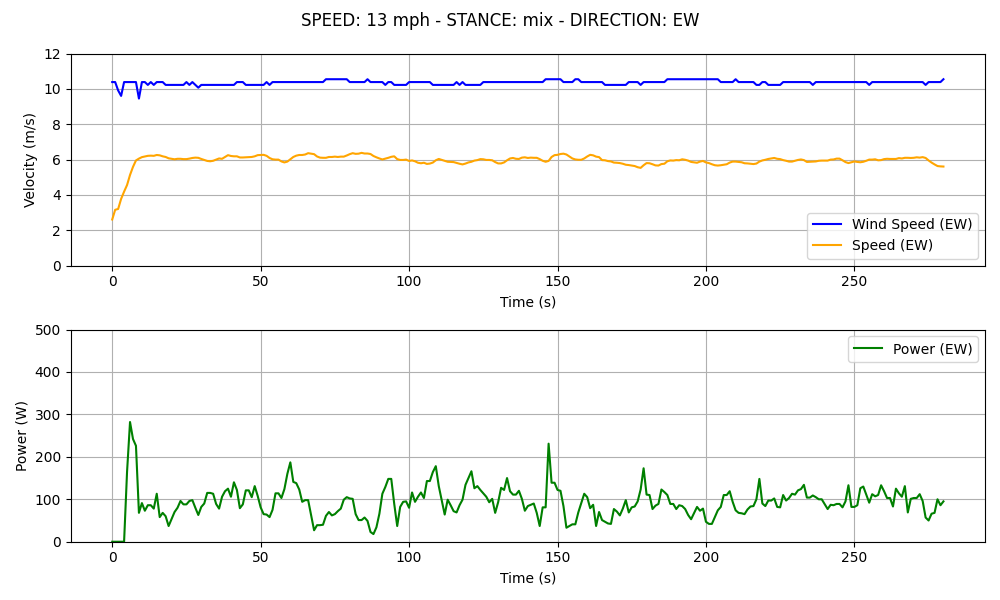 SPEED: 13 mph - STANCE: mix - DIRECTION: EW
12
10
8
6
4
2
0
Velocity (m/s)
Wind Speed (EW)
Speed (EW)
0 50 100 150 200 250
Time (s)
500
400
300
200
100
0
Power (W)
Power (EW)
0 50 100 150 200 250
Time (s)